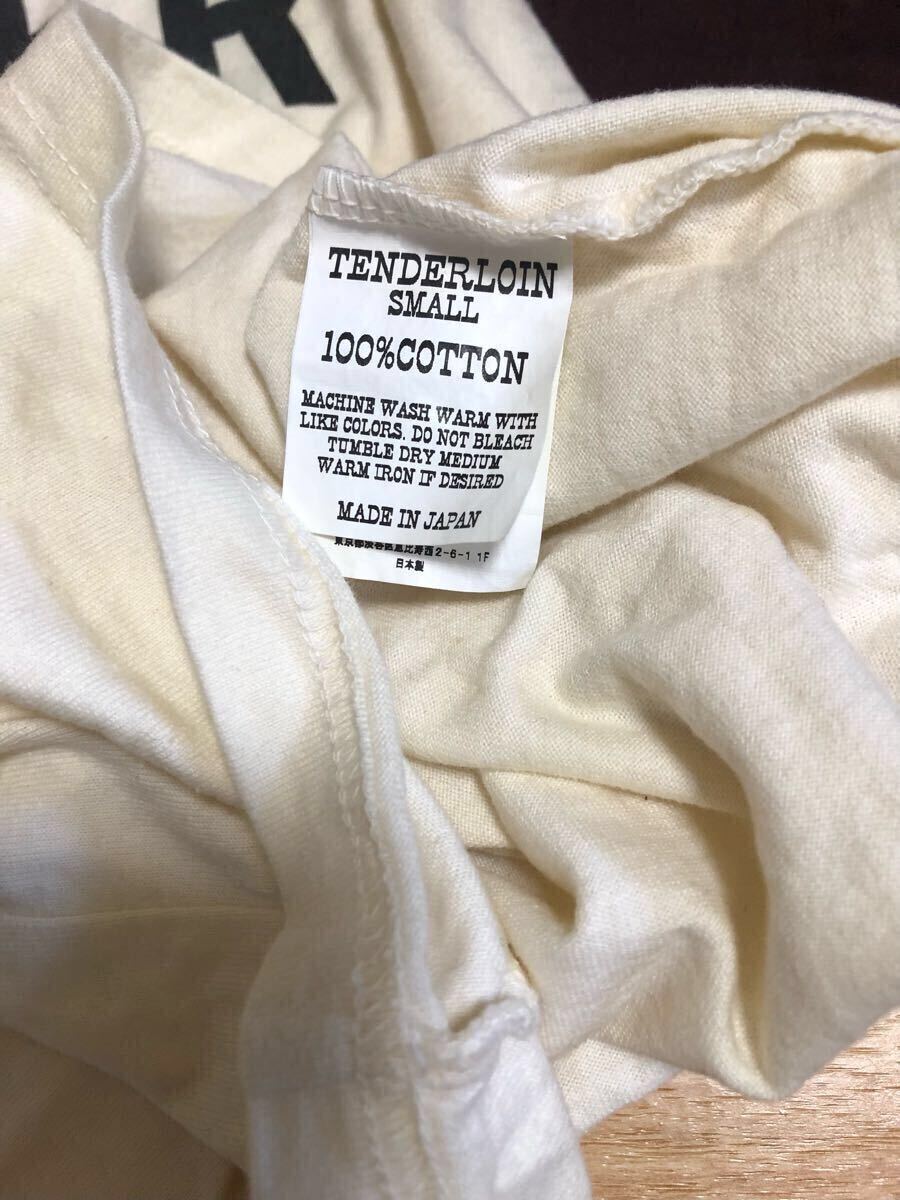 R
TENDERLOIN
SMALL
100%COTTON
MACHINE WASH WARM WITH
LIKE COLORS. DO NOT BLEACH
TUMBLE DRY MEDIUM
WARM IRON IF DESIRED
MADE IN JAPAN
東京都渋谷区恵比寿西2-6-1 1F
日本製